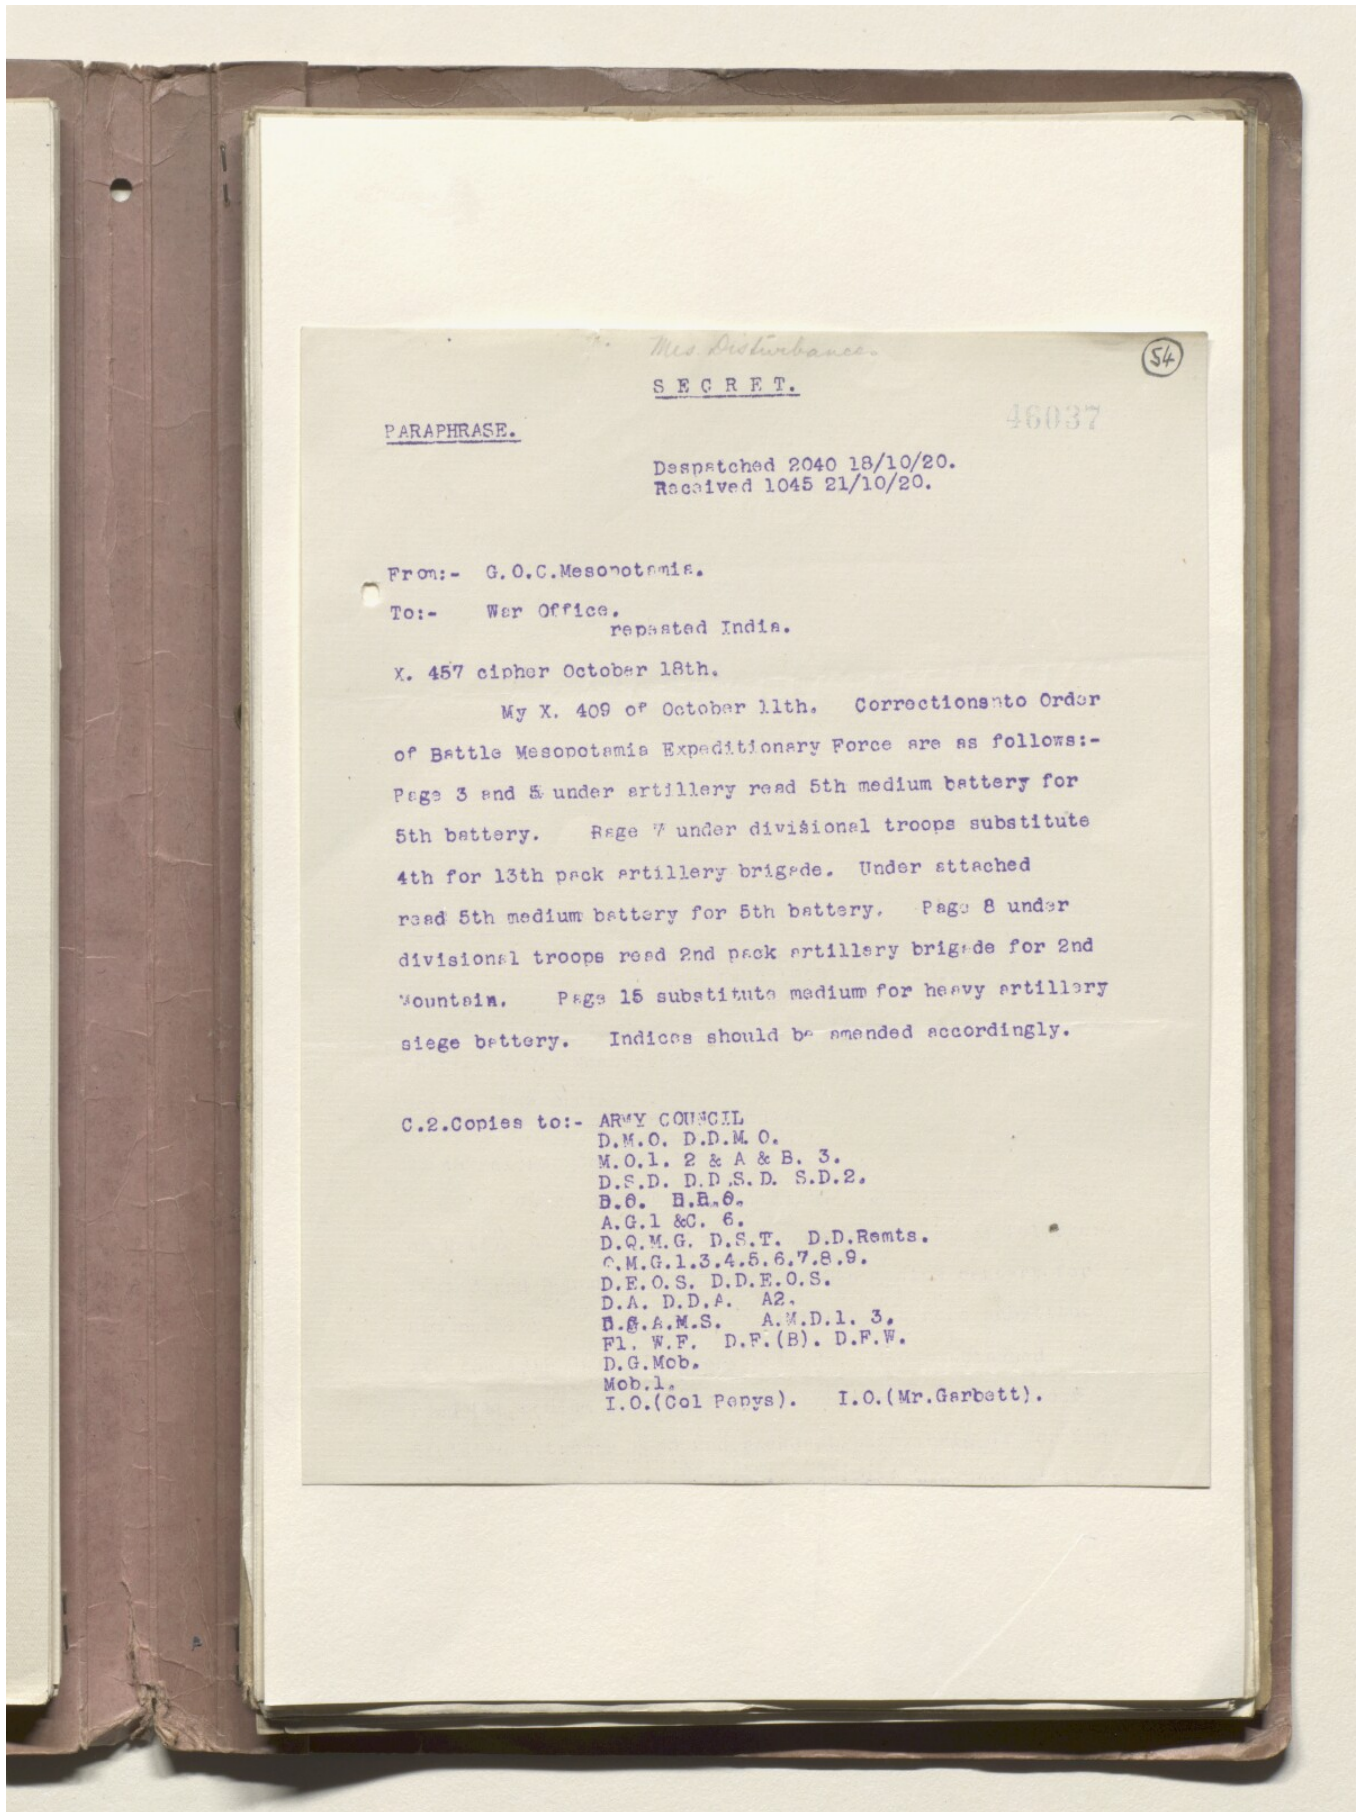 Mes. Disturbances
54
S E C R E T.
46037
PARAPHRASE.
Despatched 2040 18/10/20.
Received 1045 21/10/20.
From:- G.O.C.Mesopotamia.
To:- War Office.
repeated India.
X. 457 cipher October 18th.
My X. 409 of October 11th. Corrections to Order
of Battle Mesopotamia Expeditionary Force are as follows:-
Page 3 and 5 under artillery read 5th medium battery for
5th battery. Page 7 under divisional troops substitute
4th for 13th pack artillery brigade. Under attached
read 5th medium battery for 5th battery. Page 8 under
divisional troops read 2nd pack artillery brigade for 2nd
Mountain. Page 15 substitute medium for heavy artillery
siege battery. Indices should be amended accordingly.
C.2.Copies to:- ARMY COUNCIL
D.M.O. D.D.M.O.
M.O.1. 2 & A & B. 3.
D.S.D. D.D.S.D. S.D.2.
A.G.1 &C. 6.
D.Q.M.G. D.S.T. D.D.Remts.
Q.M.G.1.3.4.5.6.7.8.9.
D.E.O.S. D.D.E.O.S.
D.A. D.D.A. A2.
D.G.A.M.S. A.M.D.1. 3.
F1. W.F. D.F.(B). D.F.W.
D.G.Mob.
Mob.1.
I.O.(Col Pepys). I.O.(Mr.Garbett).